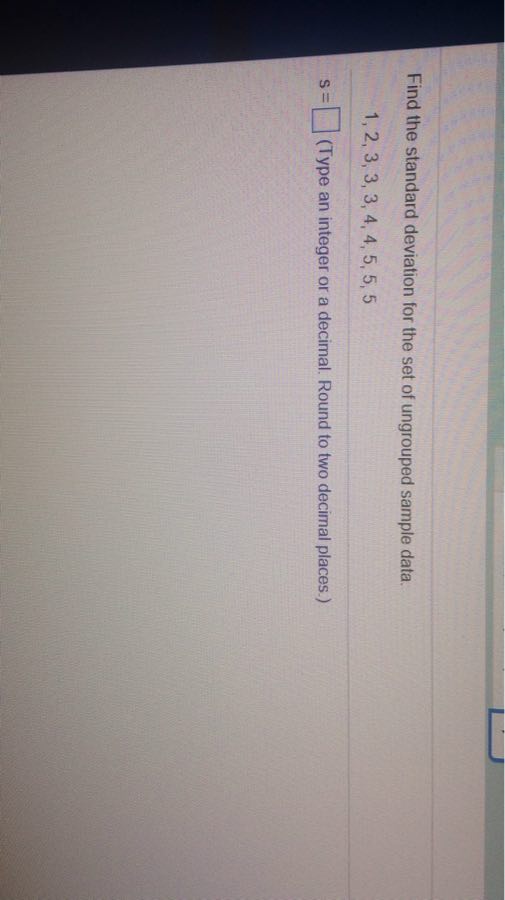 Find the standard deviation for the set of ungrouped sample data.
1, 2, 3, 3, 3, 4, 4, 5, 5, 5
s = (Type an integer or a decimal. Round to two decimal places.)